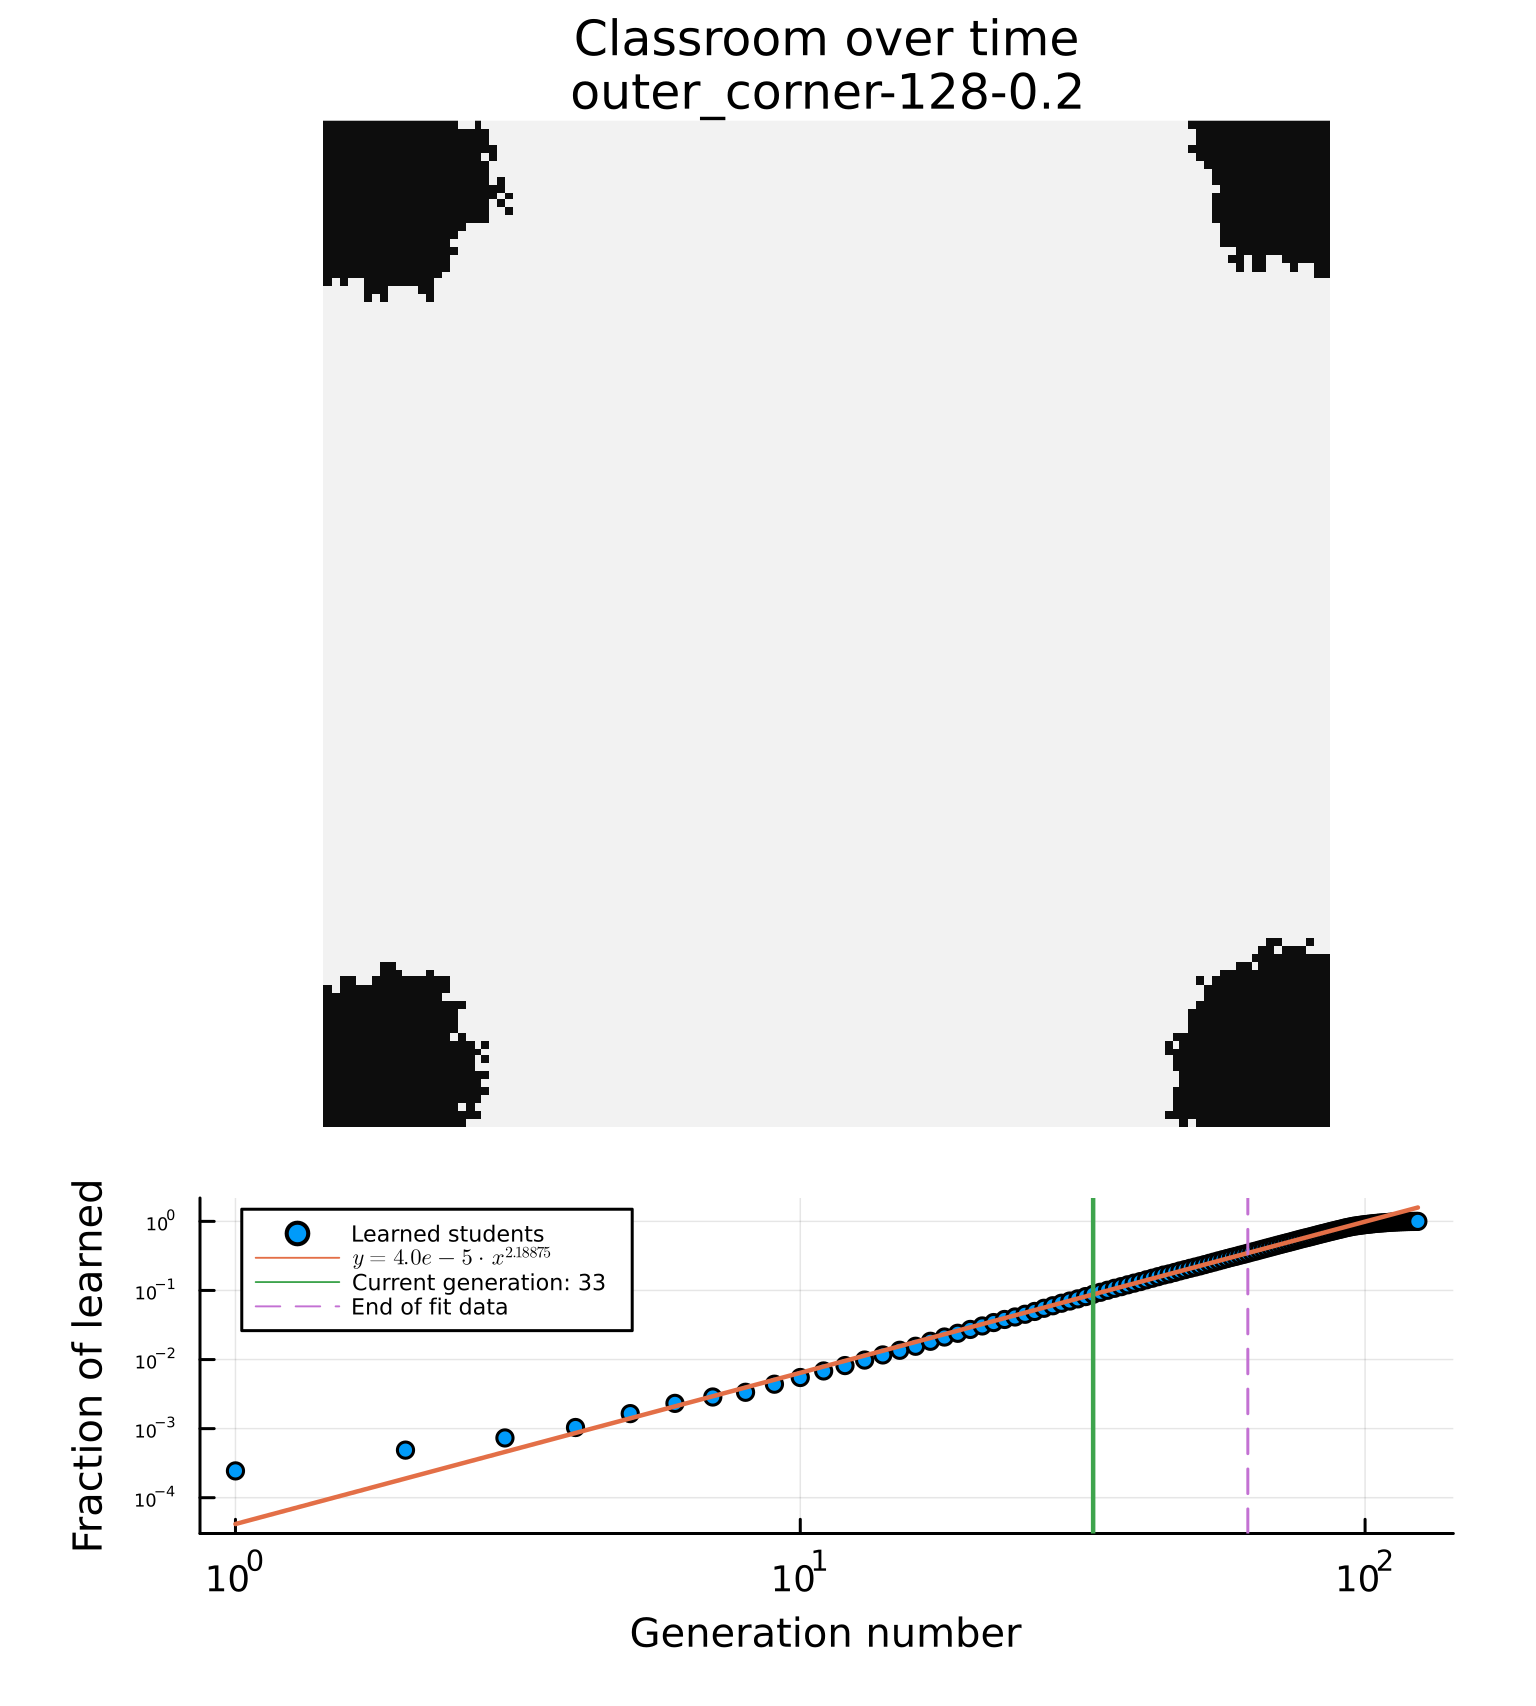 Classroom over time
outer_corner-128-0.2
Fraction of learned
10^0
10^-1
10^-2
10^-3
10^-4
Learned students
y = 4.0e − 5 · x^2.18875
Current generation: 33
End of fit data
10^0 10^1 10^2
Generation number